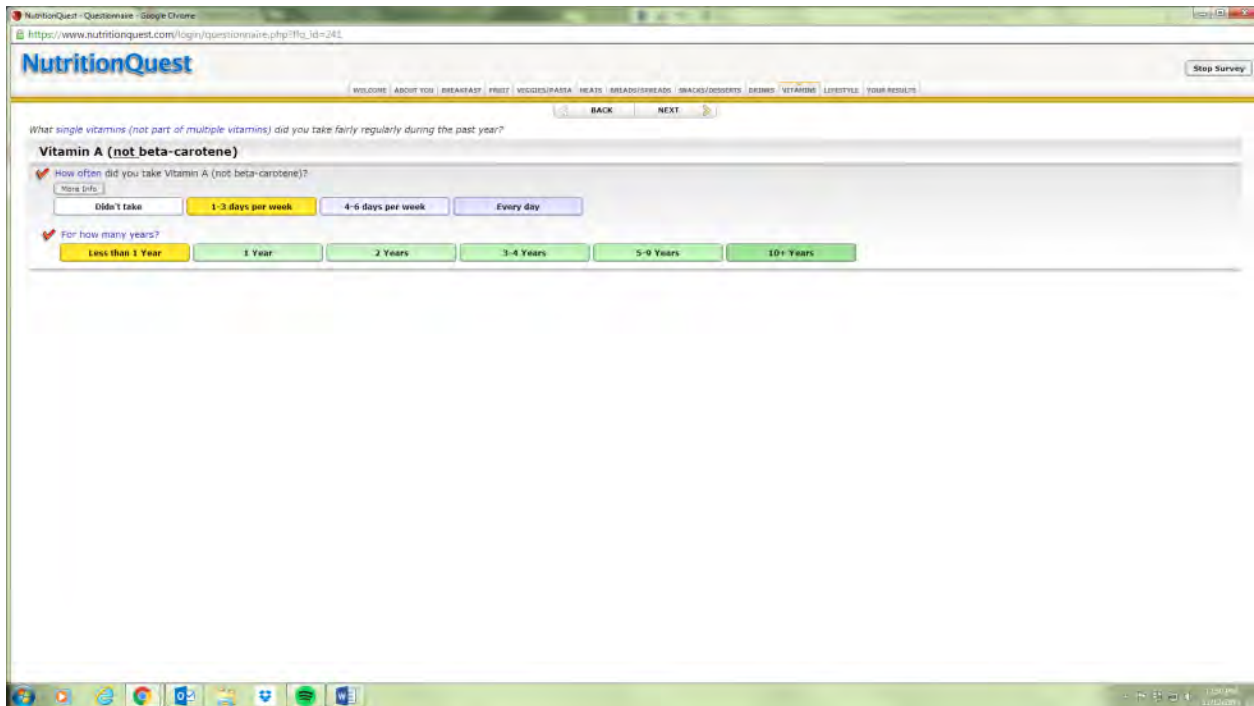 NutritionQuest - Questionnaire - Google Chrome
https://www.nutritionquest.com/login/questionnaire.php?flq_id=241
NutritionQuest
Stop Survey
WELCOME ABOUT YOU BREAKFAST FRUIT VEGGIES/PASTA MEATS BREADS/SPREADS SNACKS/DESSERTS DRINKS VITAMINS LIFESTYLE YOUR RESULTS
BACK NEXT
What single vitamins (not part of multiple vitamins) did you take fairly regularly during the past year?
Vitamin A (not beta-carotene)
How often did you take Vitamin A (not beta-carotene)?
More Info
Didn't take 1-3 days per week 4-6 days per week Every day
For how many years?
Less than 1 Year 1 Year 2 Years 3-4 Years 5-9 Years 10+ Years